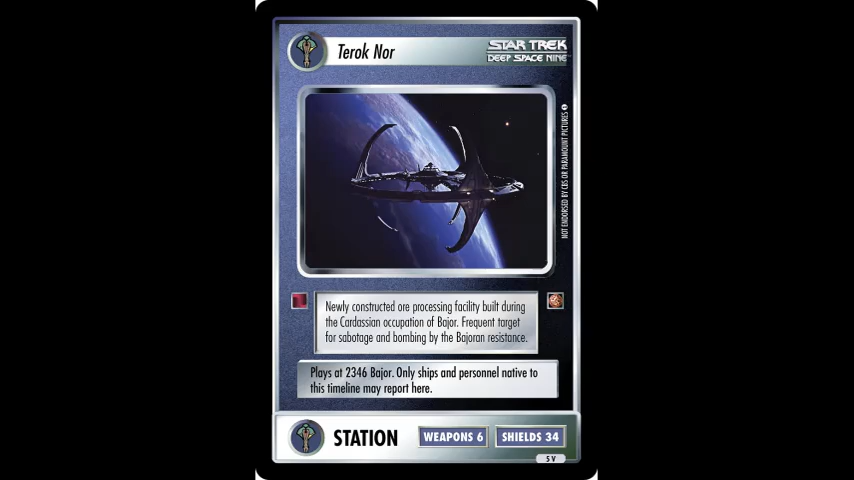 Terok Nor
STAR TREK
DEEP SPACE NINE
NOT ENDORSED BY CBS OR PARAMOUNT PICTURES
Newly constructed ore processing facility built during
the Cardassian occupation of Bajor. Frequent target
for sabotage and bombing by the Bajoran resistance.
Plays at 2346 Bajor. Only ships and personnel native to
this timeline may report here.
STATION
WEAPONS 6
SHIELDS 34
5 V